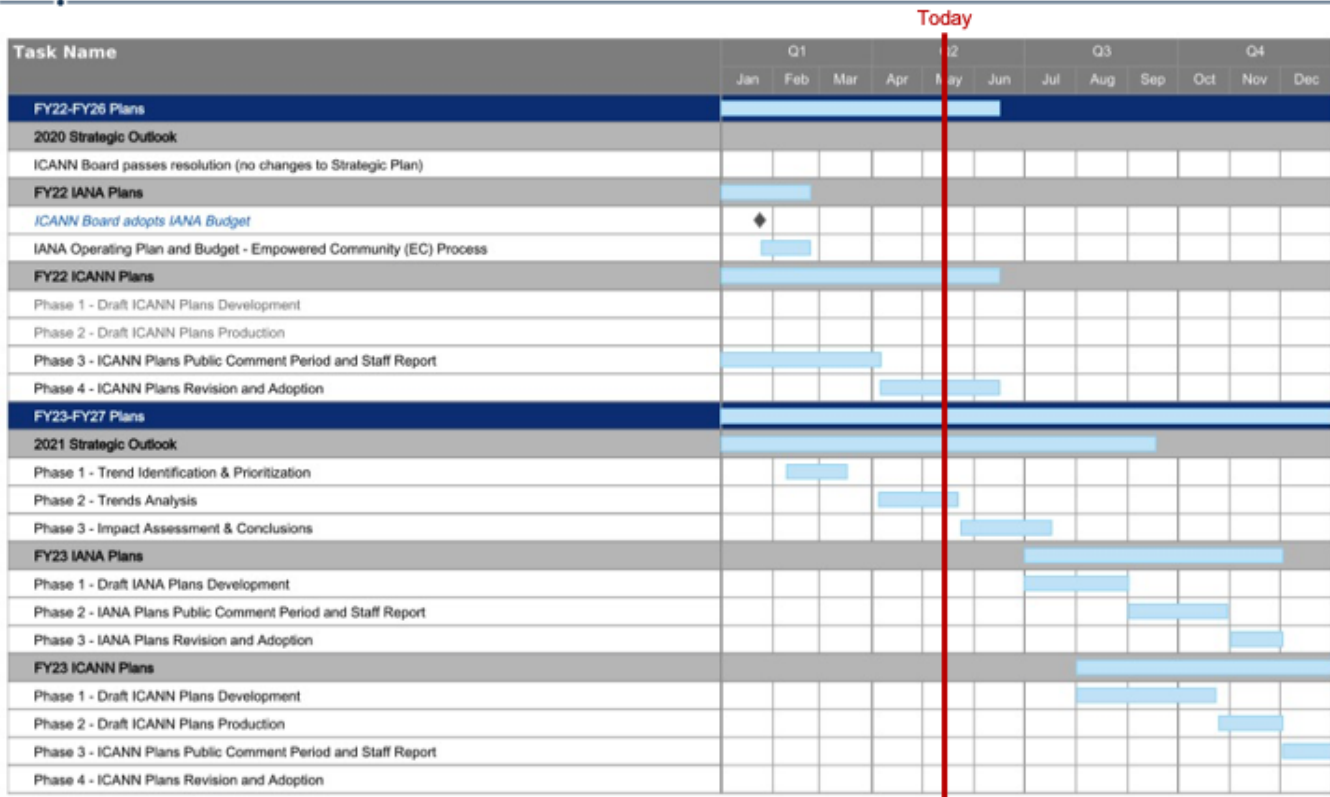 Today
Task Name
Q1 Q2 Q3 Q4
Jan Feb Mar Apr May Jun Jul Aug Sep Oct Nov Dec
FY22-FY26 Plans
2020 Strategic Outlook
ICANN Board passes resolution (no changes to Strategic Plan)
FY22 IANA Plans
ICANN Board adopts IANA Budget
IANA Operating Plan and Budget - Empowered Community (EC) Process
FY22 ICANN Plans
Phase 1 - Draft ICANN Plans Development
Phase 2 - Draft ICANN Plans Production
Phase 3 - ICANN Plans Public Comment Period and Staff Report
Phase 4 - ICANN Plans Revision and Adoption
FY23-FY27 Plans
2021 Strategic Outlook
Phase 1 - Trend Identification & Prioritization
Phase 2 - Trends Analysis
Phase 3 - Impact Assessment & Conclusions
FY23 IANA Plans
Phase 1 - Draft IANA Plans Development
Phase 2 - IANA Plans Public Comment Period and Staff Report
Phase 3 - IANA Plans Revision and Adoption
FY23 ICANN Plans
Phase 1 - Draft ICANN Plans Development
Phase 2 - Draft ICANN Plans Production
Phase 3 - ICANN Plans Public Comment Period and Staff Report
Phase 4 - ICANN Plans Revision and Adoption